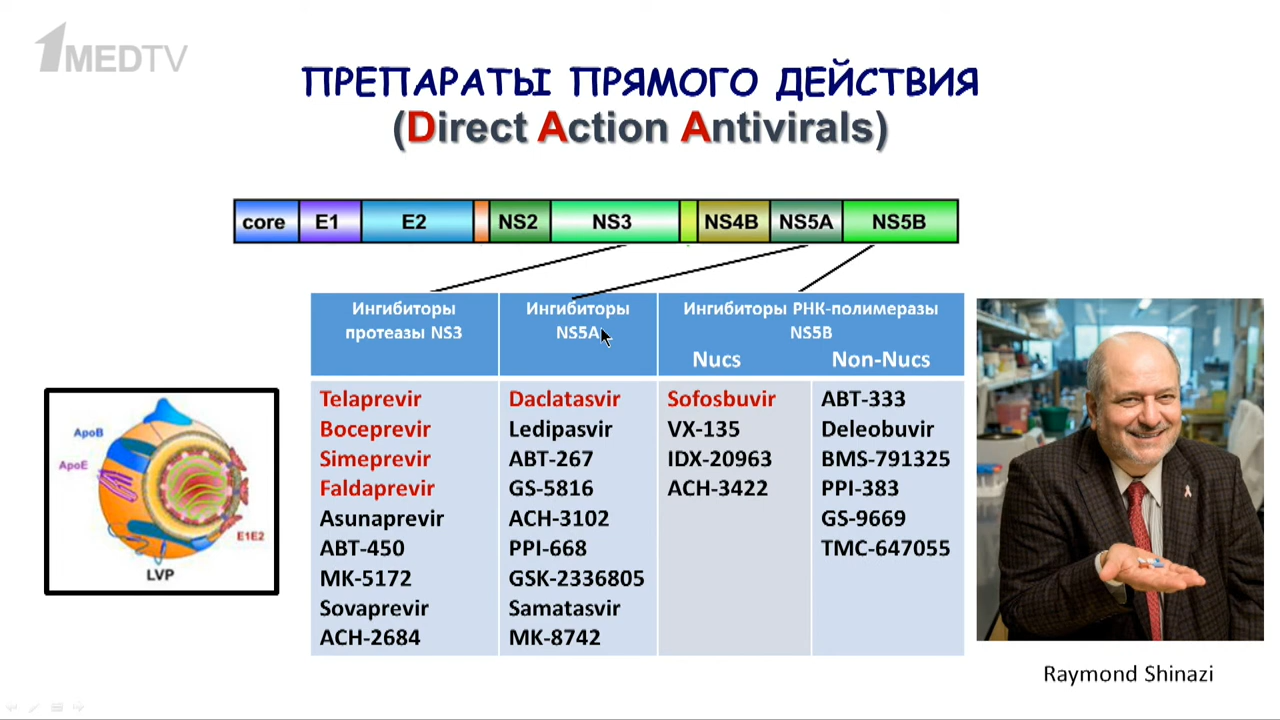 1MEDTV
ПРЕПАРАТЫ ПРЯМОГО ДЕЙСТВИЯ
(Direct Action Antivirals)
core E1 E2 NS2 NS3 NS4B NS5A NS5B
Ингибиторы
протеазы NS3
Ингибиторы
NS5A
Ингибиторы РНК-полимеразы
NS5B
Nucs
Non-Nucs
Telaprevir
Boceprevir
Simeprevir
Faldaprevir
Asunaprevir
ABT-450
MK-5172
Sovaprevir
ACH-2684
Daclatasvir
Ledipasvir
ABT-267
GS-5816
ACH-3102
PPI-668
GSK-2336805
Samatasvir
MK-8742
Sofosbuvir
VX-135
IDX-20963
ACH-3422
ABT-333
Deleobuvir
BMS-791325
PPI-383
GS-9669
TMC-647055
ApoB
ApoE
E1E2
LVP
Raymond Shinazi